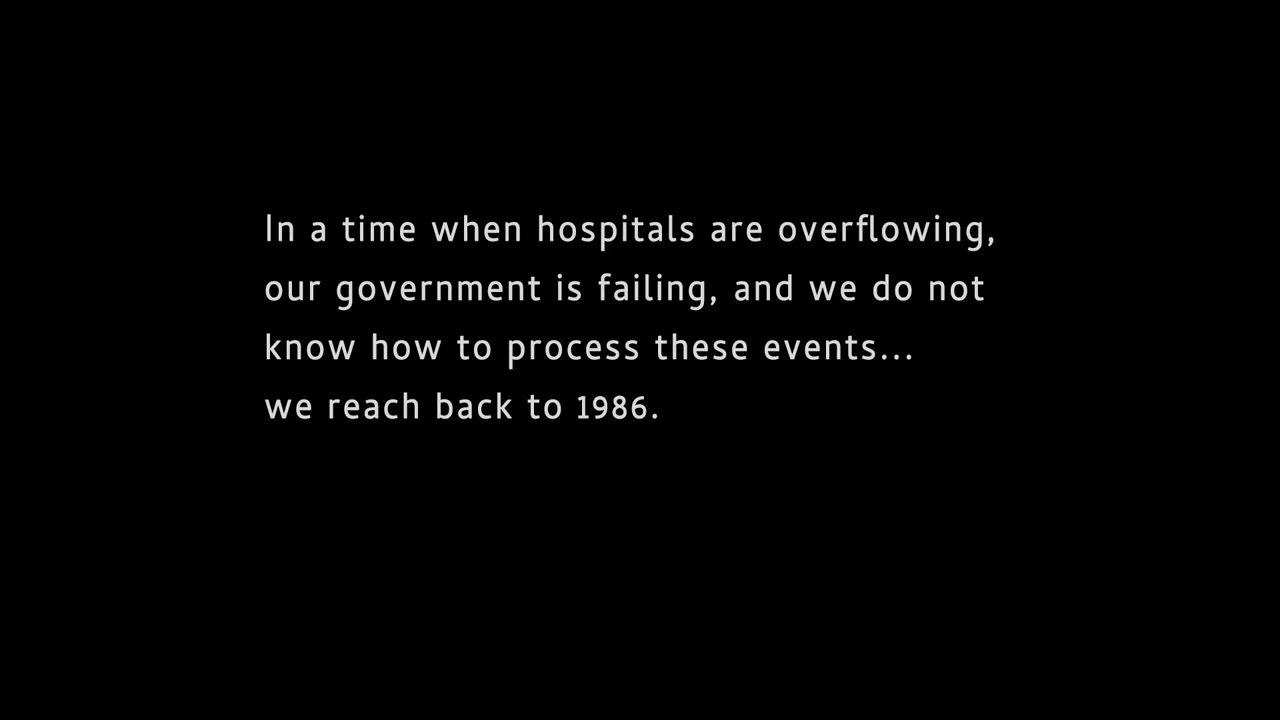 In a time when hospitals are overflowing,
our government is failing, and we do not
know how to process these events...
we reach back to 1986.